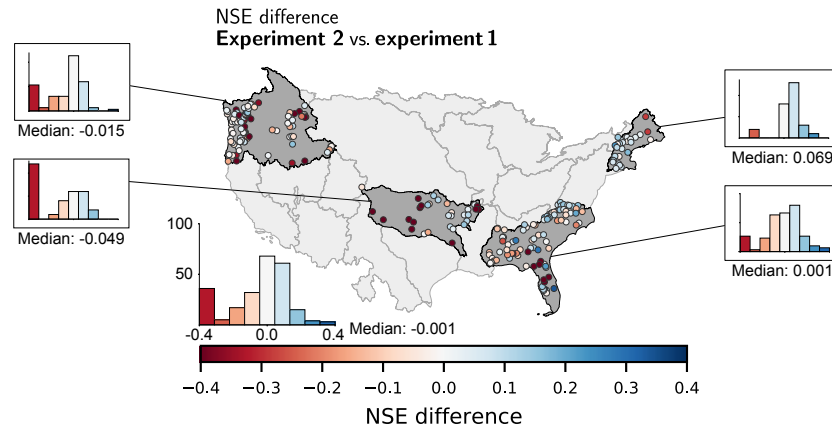 NSE difference
Experiment 2 vs. experiment 1
Median: -0.015
Median: -0.049
Median: 0.069
Median: 0.001
100
50
0
-0.4 0.0 0.4
Median: -0.001
−0.4 −0.3 −0.2 −0.1 0.0 0.1 0.2 0.3 0.4
NSE difference